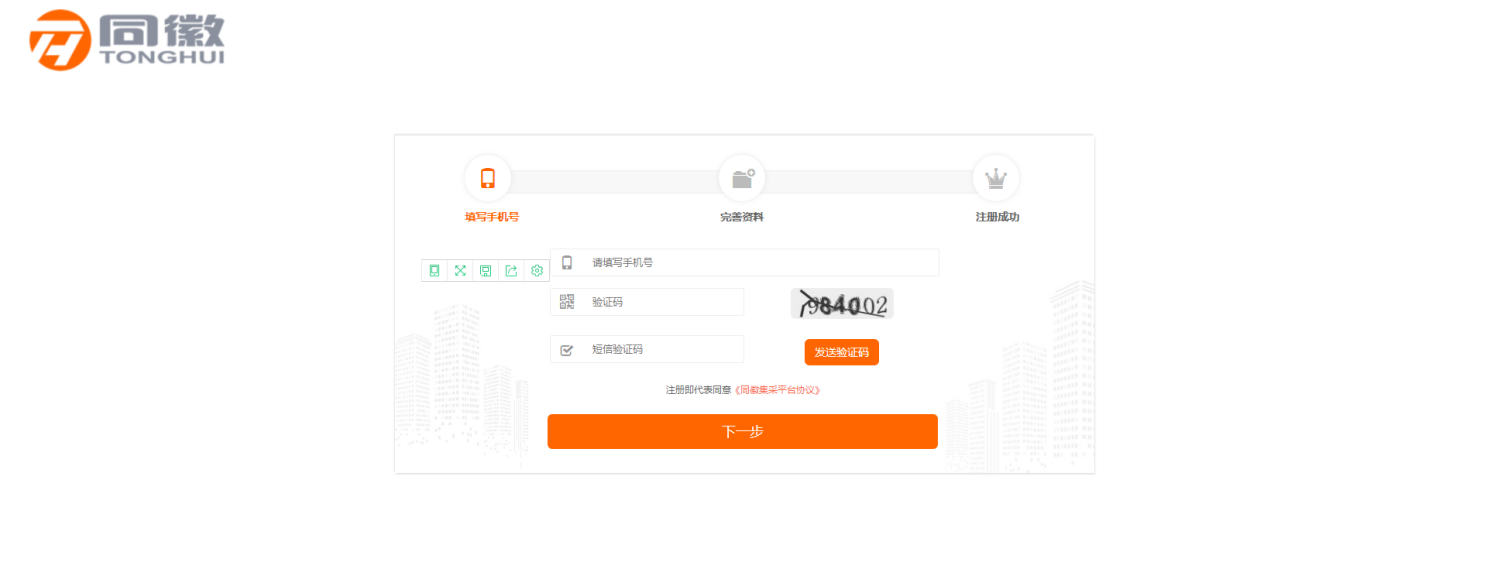 同徽
TONGHUI
填写手机号
完善资料
注册成功
请填写手机号
验证码
短信验证码
发送验证码
注册即代表同意《同徽集采平台协议》
下一步